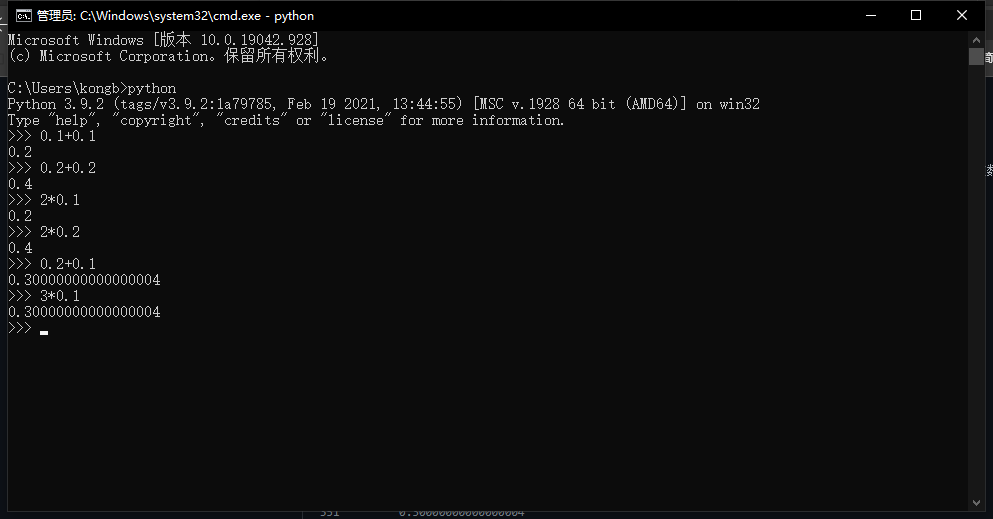 管理员: C:\Windows\system32\cmd.exe - python
Microsoft Windows [版本 10.0.19042.928]
(c) Microsoft Corporation。保留所有权利。
C:\Users\kongb>python
Python 3.9.2 (tags/v3.9.2:1a79785, Feb 19 2021, 13:44:55) [MSC v.1928 64 bit (AMD64)] on win32
Type "help", "copyright", "credits" or "license" for more information.
>>> 0.1+0.1
0.2
>>> 0.2+0.2
0.4
>>> 2*0.1
0.2
>>> 2*0.2
0.4
>>> 0.2+0.1
0.30000000000000004
>>> 3*0.1
0.30000000000000004
>>>